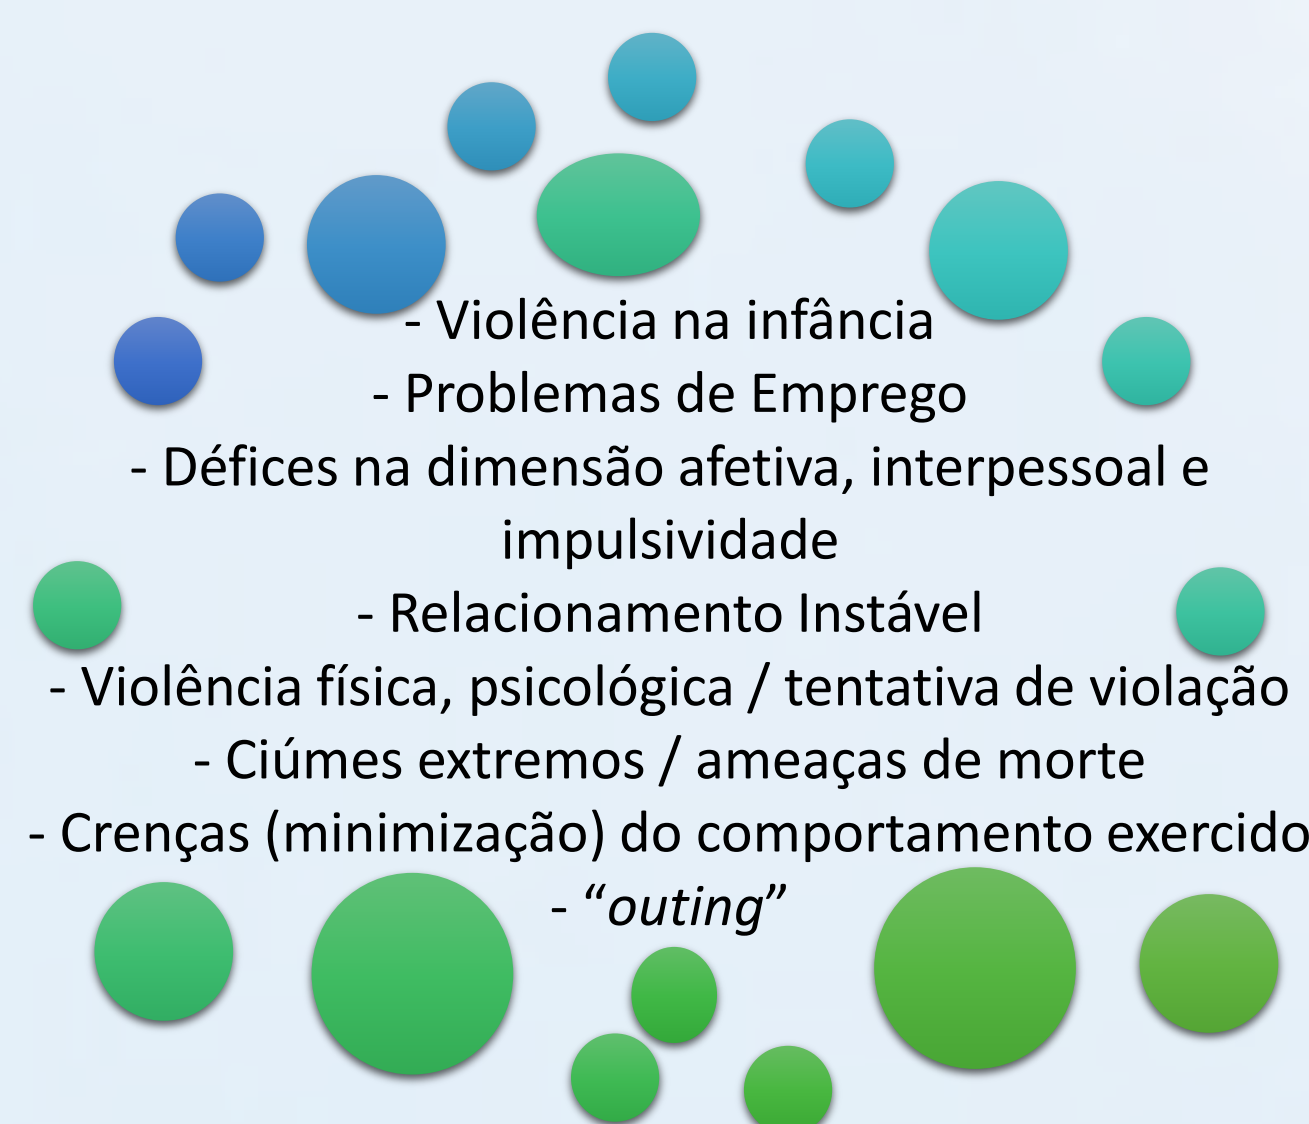 - Violência na infância
- Problemas de Emprego
- Défices na dimensão afetiva, interpessoal e
impulsividade
- Relacionamento Instável
- Violência física, psicológica / tentativa de violação
- Ciúmes extremos / ameaças de morte
- Crenças (minimização) do comportamento exercido
- “outing”